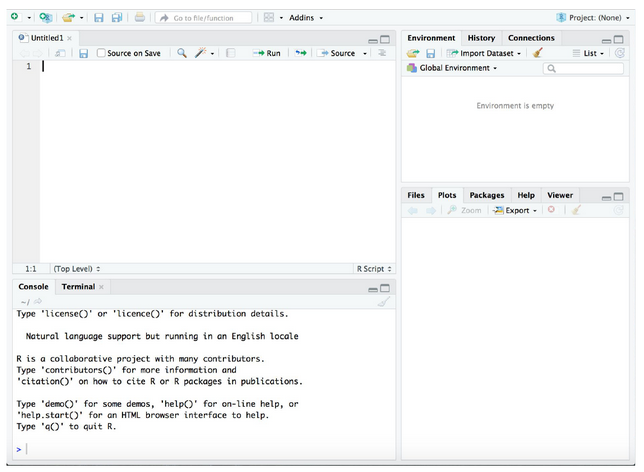 Go to file/function
Addins
Project: (None)
Untitled1
Source on Save
Run
Source
1
1:1
(Top Level)
R Script
Console
Terminal
~/
Type 'license()' or 'licence()' for distribution details.
Natural language support but running in an English locale
R is a collaborative project with many contributors.
Type 'contributors()' for more information and
'citation()' on how to cite R or R packages in publications.
Type 'demo()' for some demos, 'help()' for on-line help, or
'help.start()' for an HTML browser interface to help.
Type 'q()' to quit R.
>
Environment History Connections
Import Dataset
List
Global Environment
Environment is empty
Files Plots Packages Help Viewer
Zoom
Export